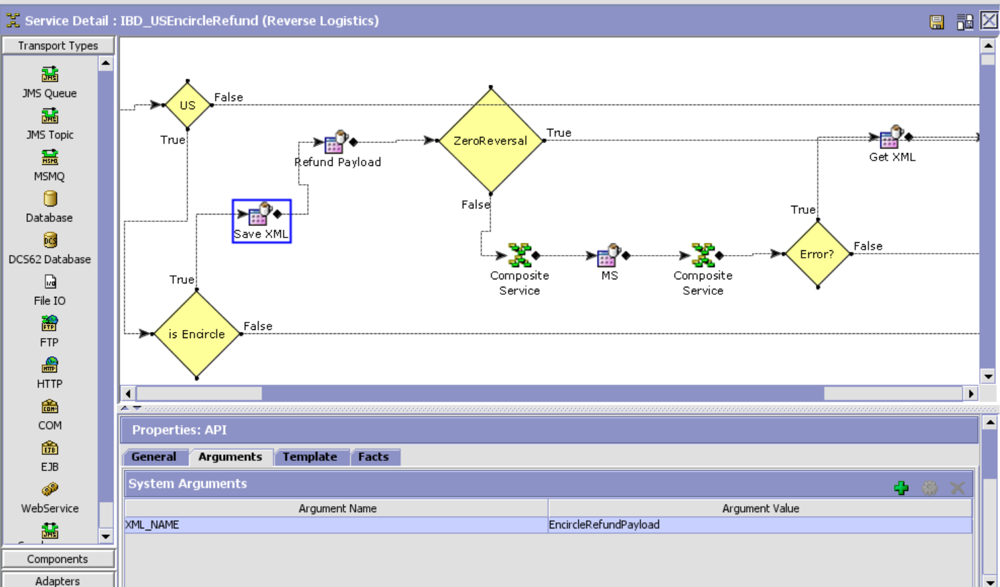 Service Detail : IBD_USEncircleRefund (Reverse Logistics)
Transport Types
JMS Queue
JMS Topic
MSMQ
Database
DCS62 Database
File IO
FTP
HTTP
COM
EJB
WebService
Components
Adapters
US
False
True
Refund Payload
ZeroReversal
True
Get XML
False
Save XML
True
Composite
Service
MS
Composite
Service
Error?
True
False
is Encircle
True
False
Properties: API
General
Arguments
Template
Facts
System Arguments
Argument Name
Argument Value
XML_NAME
EncircleRefundPayload